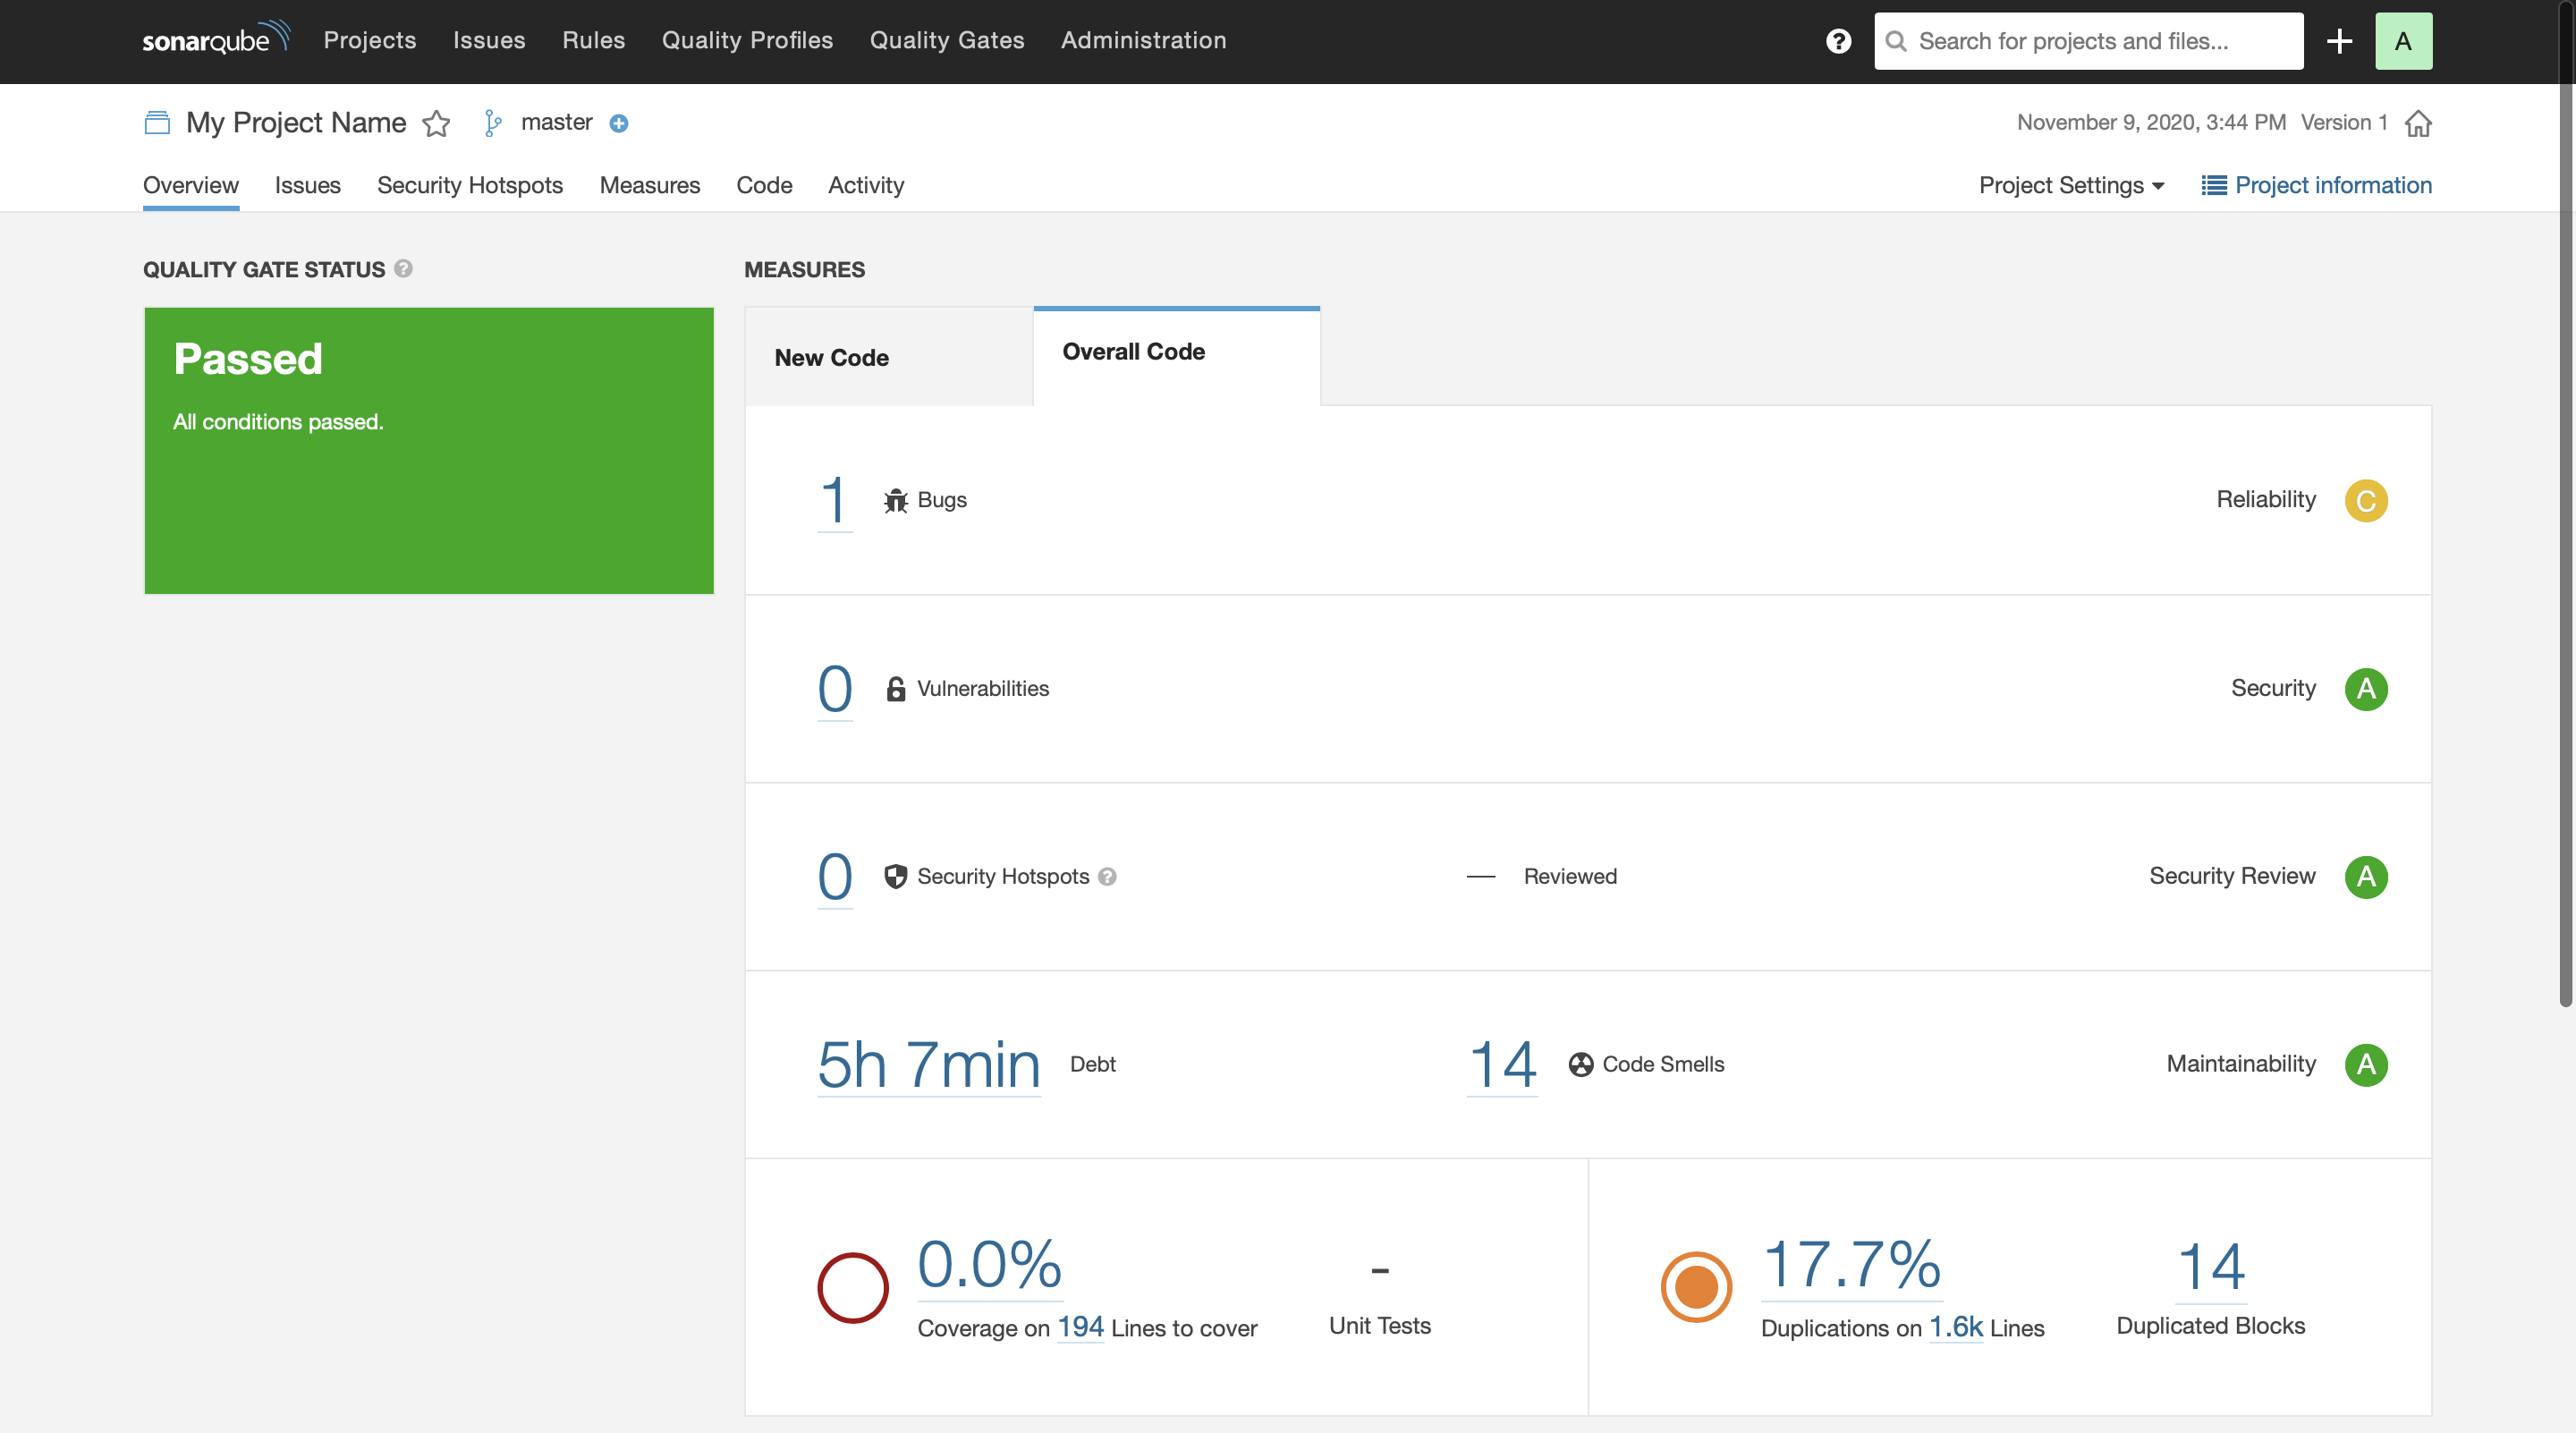 sonarqube Projects Issues Rules Quality Profiles Quality Gates Administration ? Search for projects and files... + A
My Project Name master November 9, 2020, 3:44 PM Version 1
Overview Issues Security Hotspots Measures Code Activity Project Settings Project information
QUALITY GATE STATUS ? MEASURES
Passed
All conditions passed.
New Code Overall Code
1 Bugs Reliability C
0 Vulnerabilities Security A
0 Security Hotspots ? — Reviewed Security Review A
5h 7min Debt 14 Code Smells Maintainability A
0.0% - 17.7% 14
Coverage on 194 Lines to cover Unit Tests Duplications on 1.6k Lines Duplicated Blocks